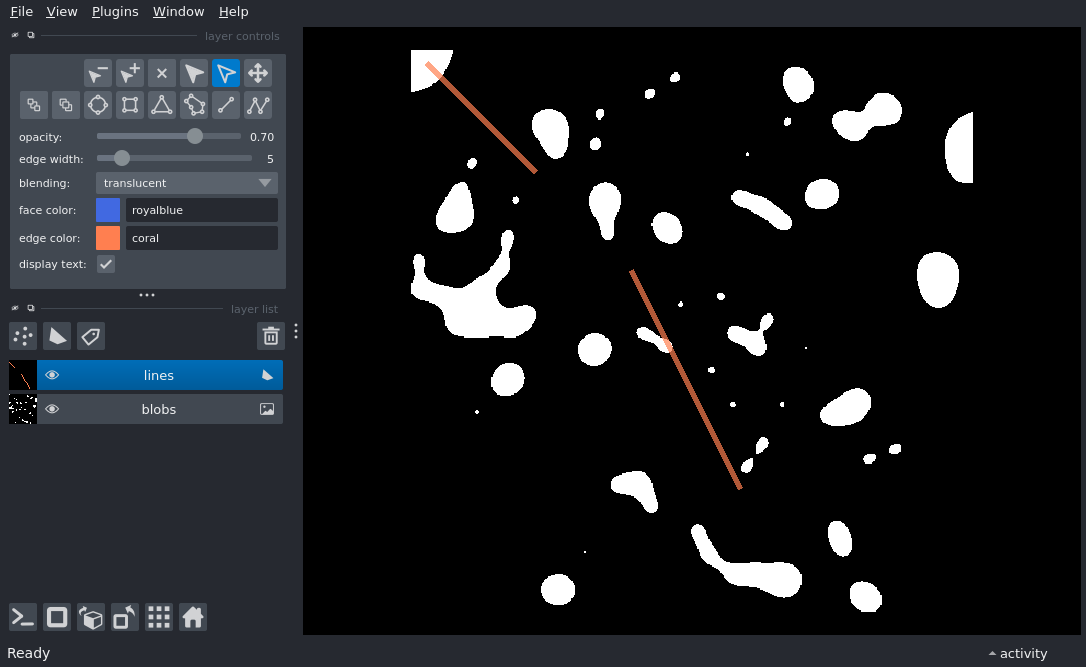 File View Plugins Window Help
layer controls
opacity: 0.70
edge width: 5
blending: translucent
face color: royalblue
edge color: coral
display text:
layer list
lines
blobs
Ready activity